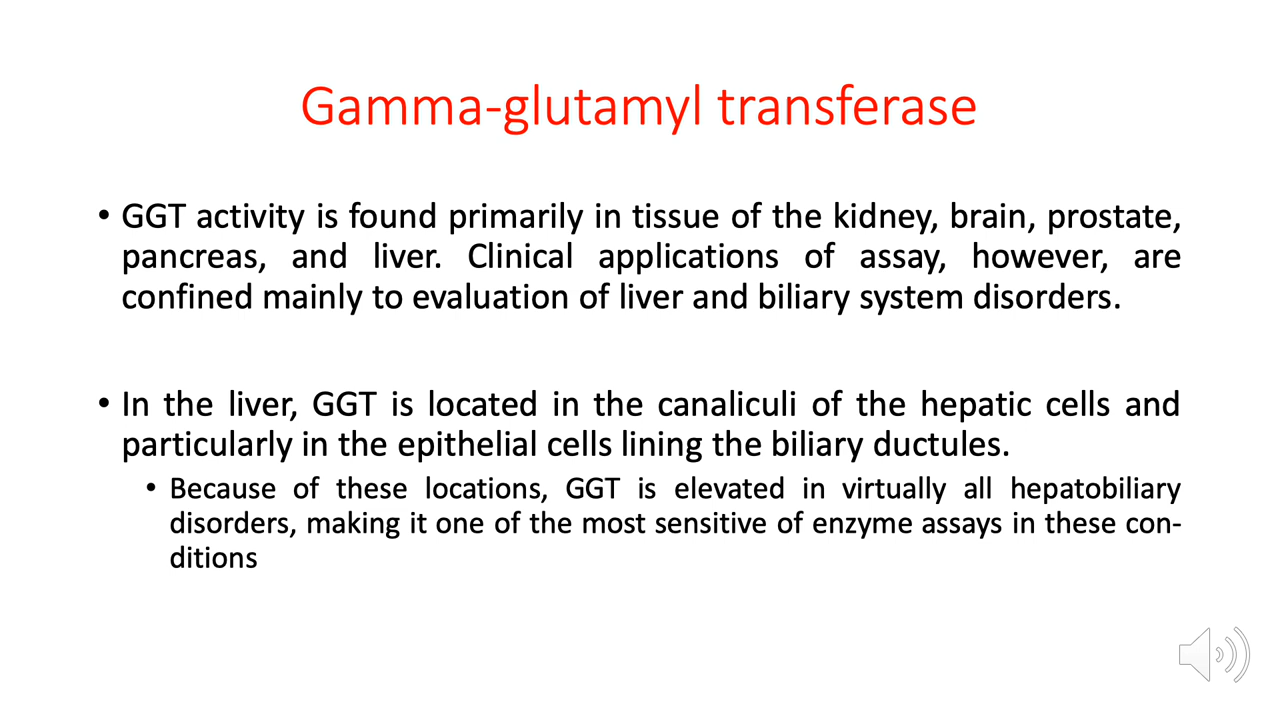 Gamma-glutamyl transferase
• GGT activity is found primarily in tissue of the kidney, brain, prostate,
pancreas, and liver. Clinical applications of assay, however, are
confined mainly to evaluation of liver and biliary system disorders.
• In the liver, GGT is located in the canaliculi of the hepatic cells and
particularly in the epithelial cells lining the biliary ductules.
• Because of these locations, GGT is elevated in virtually all hepatobiliary
disorders, making it one of the most sensitive of enzyme assays in these con-
ditions